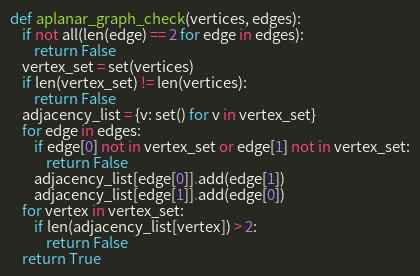 def aplanar_graph_check(vertices, edges):
    if not all(len(edge) == 2 for edge in edges):
        return False
    vertex_set = set(vertices)
    if len(vertex_set) != len(vertices):
        return False
    adjacency_list = {v: set() for v in vertex_set}
    for edge in edges:
        if edge[0] not in vertex_set or edge[1] not in vertex_set:
            return False
        adjacency_list[edge[0]].add(edge[1])
        adjacency_list[edge[1]].add(edge[0])
    for vertex in vertex_set:
        if len(adjacency_list[vertex]) > 2:
            return False
    return True